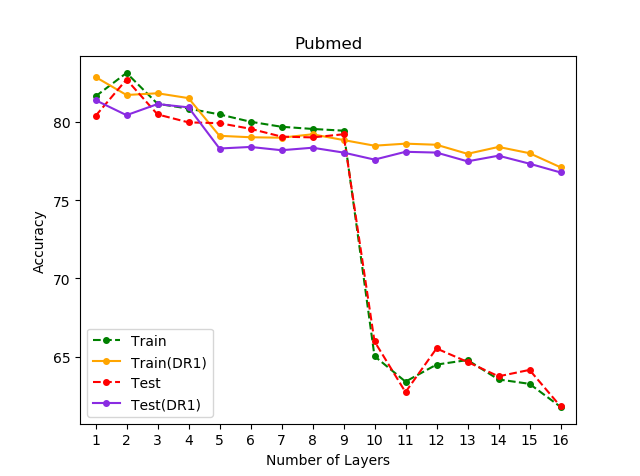 Pubmed
Accuracy
80
75
70
65
Train
Train(DR1)
Test
Test(DR1)
1 2 3 4 5 6 7 8 9 10 11 12 13 14 15 16
Number of Layers